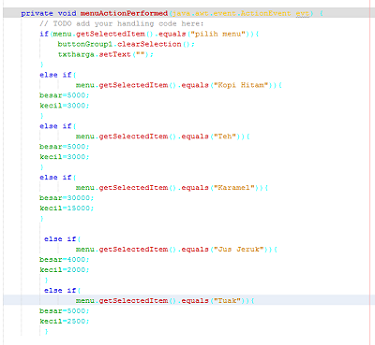 private void menuActionPerformed(java.awt.event.ActionEvent evt) {
// TODO add your handling code here:
if(menu.getSelectedItem().equals("pilih menu")){
buttonGroup1.clearSelection();
txtharga.setText("");
}
else if(
menu.getSelectedItem().equals("Kopi Hitam")){
besar=5000;
kecil=3000;
}
else if(
menu.getSelectedItem().equals("Teh")){
besar=5000;
kecil=3000;
}
else if(
menu.getSelectedItem().equals("Karamel")){
besar=30000;
kecil=15000;
}
else if(
menu.getSelectedItem().equals("Jus Jeruk")){
besar=4000;
kecil=2000;
}
else if(
menu.getSelectedItem().equals("Tuak")){
besar=5000;
kecil=2500;
}